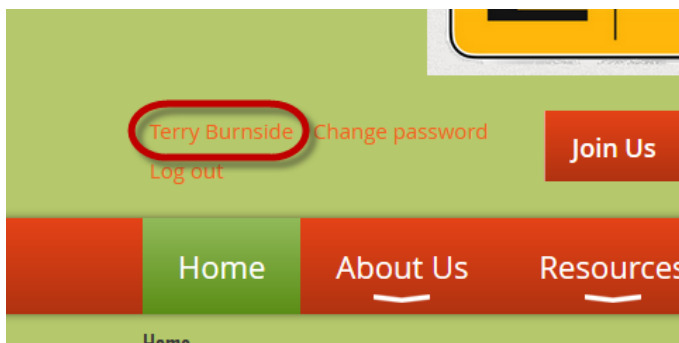 Terry Burnside Change password
Log out
Join Us
Home About Us Resources
Home